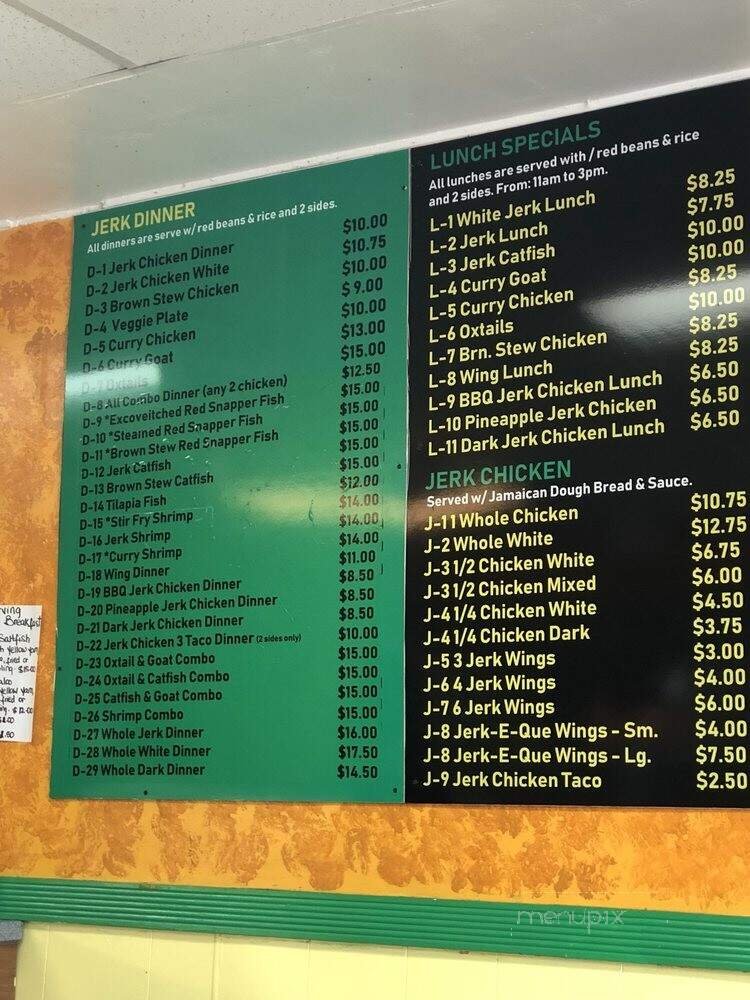 JERK DINNER
All dinners are serve w/red beans & rice and 2 sides.
D-1 Jerk Chicken Dinner $10.00
D-2 Jerk Chicken White $10.75
D-3 Brown Stew Chicken $10.00
D-4 Veggie Plate $9.00
D-5 Curry Chicken $10.00
D-6 Curry Goat $13.00
D-7 Oxtails $15.00
D-8 All Combo Dinner (any 2 chicken) $12.50
D-9 *Excoveitched Red Snapper Fish $15.00
D-10 *Steamed Red Snapper Fish $15.00
D-11 *Brown Stew Red Snapper Fish $15.00
D-12 Jerk Catfish $15.00
D-13 Brown Stew Catfish $15.00
D-14 Tilapia Fish $12.00
D-15 *Stir Fry Shrimp $14.00
D-16 Jerk Shrimp $14.00
D-17 *Curry Shrimp $14.00
D-18 Wing Dinner $11.00
D-19 BBQ Jerk Chicken Dinner $8.50
D-20 Pineapple Jerk Chicken Dinner $8.50
D-21 Dark Jerk Chicken Dinner $8.50
D-22 Jerk Chicken 3 Taco Dinner (2 sides only) $10.00
D-23 Oxtail & Goat Combo $15.00
D-24 Oxtail & Catfish Combo $15.00
D-25 Catfish & Goat Combo $15.00
D-26 Shrimp Combo $15.00
D-27 Whole Jerk Dinner $16.00
D-28 Whole White Dinner $17.50
D-29 Whole Dark Dinner $14.50
LUNCH SPECIALS
All lunches are served with / red beans & rice
and 2 sides. From: 11am to 3pm.
L-1 White Jerk Lunch $8.25
L-2 Jerk Lunch $7.75
L-3 Jerk Catfish $10.00
L-4 Curry Goat $10.00
L-5 Curry Chicken $8.25
L-6 Oxtails $10.00
L-7 Brn. Stew Chicken $8.25
L-8 Wing Lunch $8.25
L-9 BBQ Jerk Chicken Lunch $6.50
L-10 Pineapple Jerk Chicken $6.50
L-11 Dark Jerk Chicken Lunch $6.50
JERK CHICKEN
Served w/ Jamaican Dough Bread & Sauce.
J-1 1 Whole Chicken $10.75
J-2 Whole White $12.75
J-3 1/2 Chicken White $6.75
J-3 1/2 Chicken Mixed $6.00
J-4 1/4 Chicken White $4.50
J-4 1/4 Chicken Dark $3.75
J-5 3 Jerk Wings $3.00
J-6 4 Jerk Wings $4.00
J-7 6 Jerk Wings $6.00
J-8 Jerk-E-Que Wings - Sm. $4.00
J-8 Jerk-E-Que Wings - Lg. $7.50
J-9 Jerk Chicken Taco $2.50
Breakfast
Saltfish
yellow yam
fried or
yellow yam
fried or
menupix